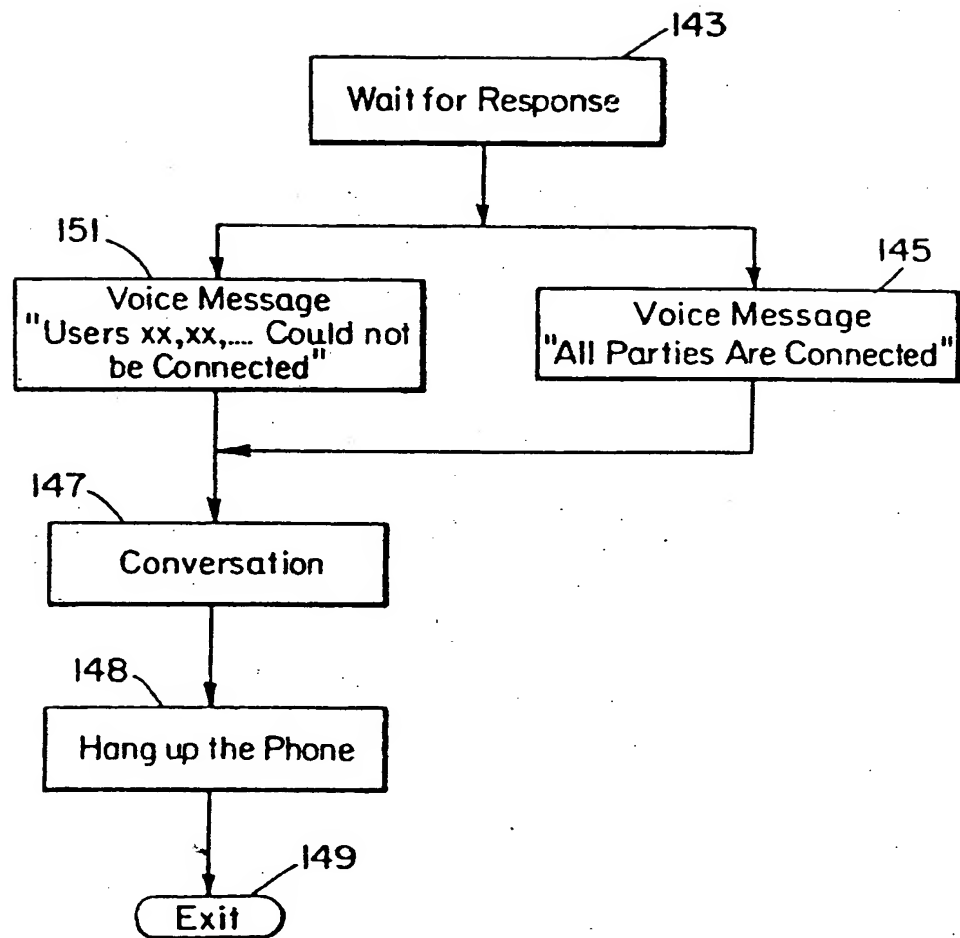 143
Wait for Response
151
Voice Message
"Users xx,xx,.... Could not
be Connected"
145
Voice Message
"All Parties Are Connected"
147
Conversation
148
Hang up the Phone
149
Exit